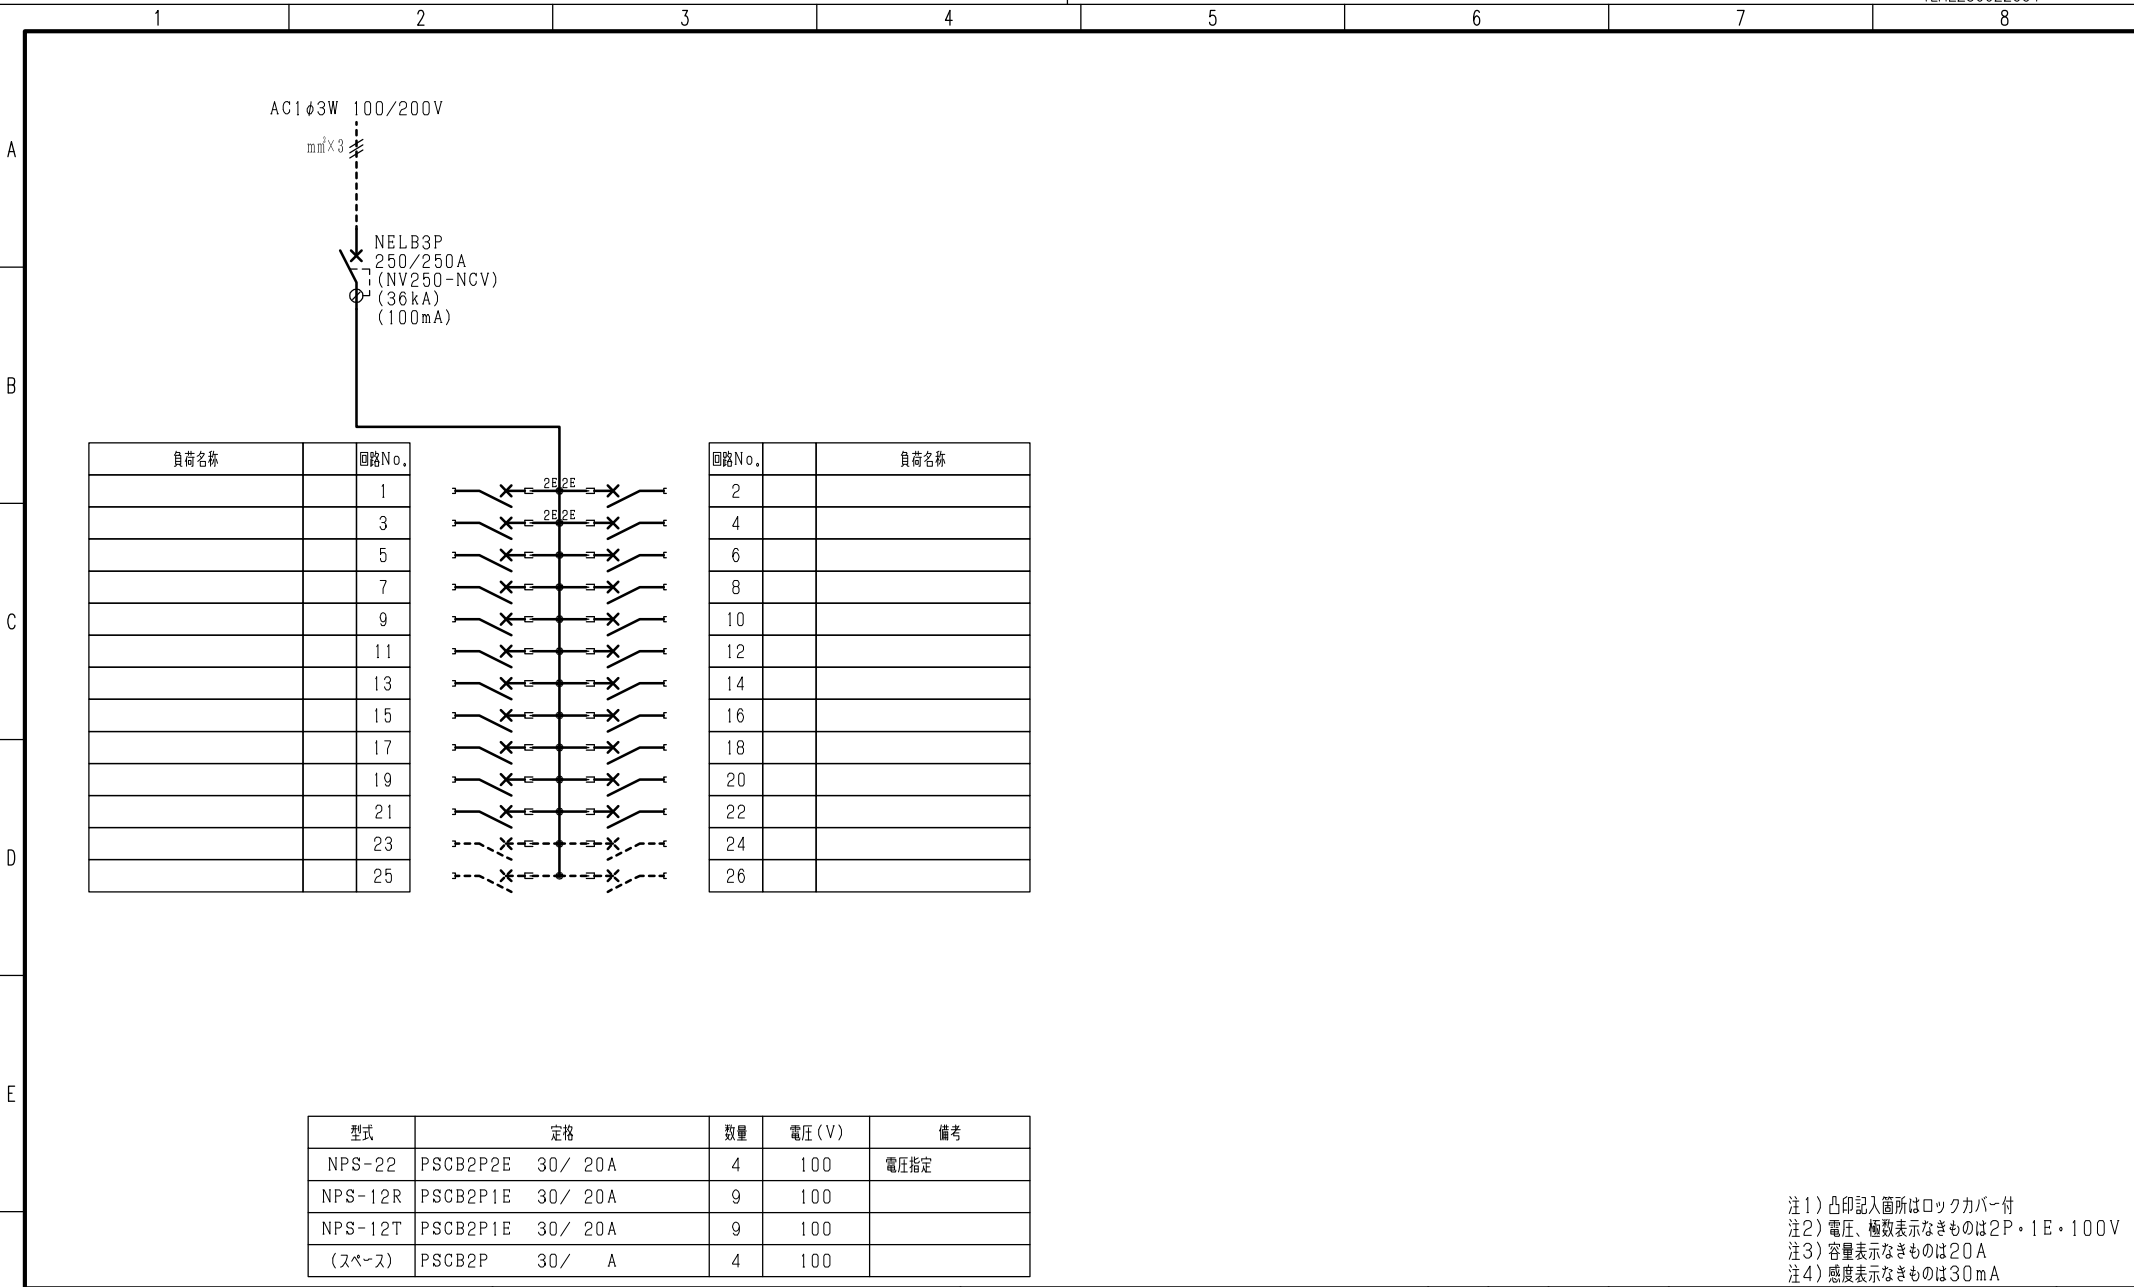 1 2 3 4 5 6 7 8
A
B
C
D
E
AC1φ3W 100/200V
mm²×3
NELB3P
250/250A
(NV250-NCV)
(36kA)
(100mA)
負荷名称 回路No. 回路No. 負荷名称
1 2E 2E 2
3 2E 2E 4
5 6
7 8
9 10
11 12
13 14
15 16
17 18
19 20
21 22
23 24
25 26
型式 定格 数量 電圧(V) 備考
NPS-22 PSCB2P2E 30/ 20A 4 100 電圧指定
NPS-12R PSCB2P1E 30/ 20A 9 100
NPS-12T PSCB2P1E 30/ 20A 9 100
(スペース) PSCB2P 30/ A 4 100
注1)凸印記入箇所はロックカバー付
注2)電圧、極数表示なきものは2P・1E・100V
注3)容量表示なきものは20A
注4)感度表示なきものは30mA